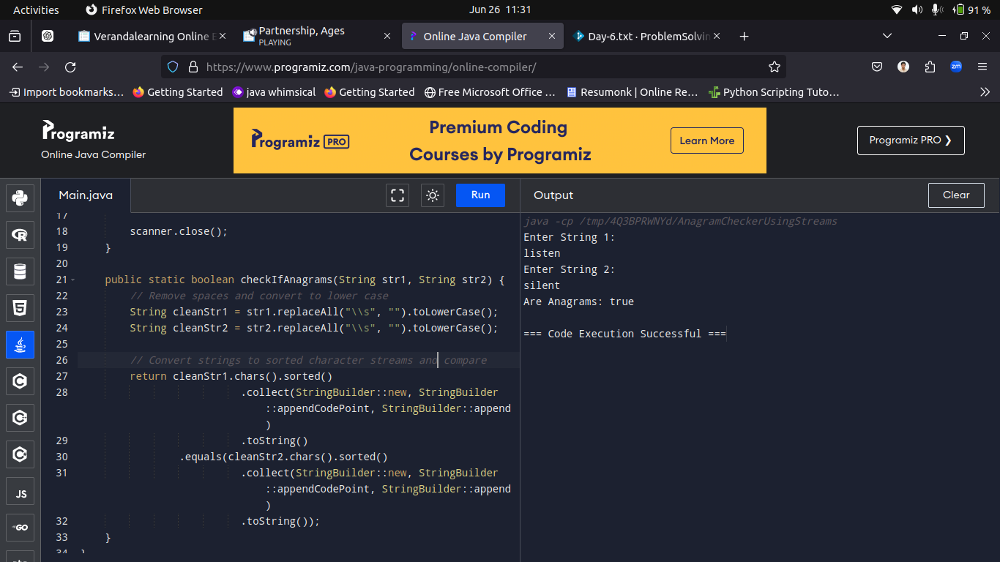 Activities
Firefox Web Browser
Jun 26 11:31
91 %
Verandalearning Online E
Partnership, Ages
PLAYING
Online Java Compiler
Day-6.txt · ProblemSolvin
https://www.programiz.com/java-programming/online-compiler/
zm
Import bookmarks...
Getting Started
java whimsical
Getting Started
Free Microsoft Office ...
Resumonk | Online Re...
Python Scripting Tuto...
Programiz
Online Java Compiler
Programiz PRO
Premium Coding
Courses by Programiz
Learn More
Programiz PRO ❯
Main.java
Run
Output
Clear
17
18 scanner.close();
19 }
20
21 public static boolean checkIfAnagrams(String str1, String str2) {
22 // Remove spaces and convert to lower case
23 String cleanStr1 = str1.replaceAll("\\s", "").toLowerCase();
24 String cleanStr2 = str2.replaceAll("\\s", "").toLowerCase();
25
26 // Convert strings to sorted character streams and compare
27 return cleanStr1.chars().sorted()
28 .collect(StringBuilder::new, StringBuilder
::appendCodePoint, StringBuilder::append
)
29 .toString()
30 .equals(cleanStr2.chars().sorted()
31 .collect(StringBuilder::new, StringBuilder
::appendCodePoint, StringBuilder::append
)
32 .toString());
33 }
34 }
java -cp /tmp/4Q3BPRWNYd/AnagramCheckerUsingStreams
Enter String 1:
listen
Enter String 2:
silent
Are Anagrams: true
=== Code Execution Successful ===
R
5
C
C
C
JS
GO